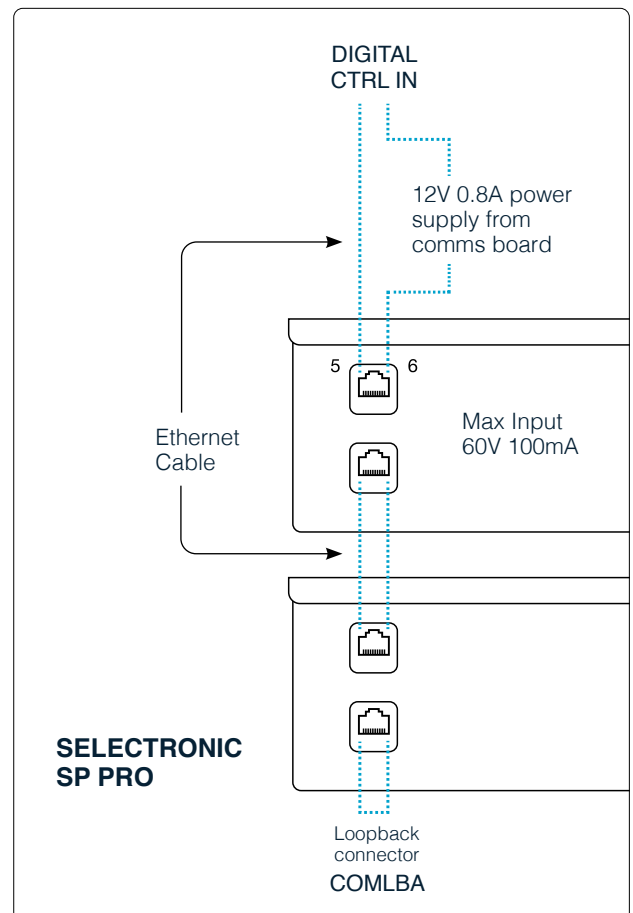 DIGITAL
CTRL IN
12V 0.8A power
supply from
comms board
5
6
Max Input
60V 100mA
Ethernet
Cable
SELECTRONIC
SP PRO
Loopback
connector
COMLBA